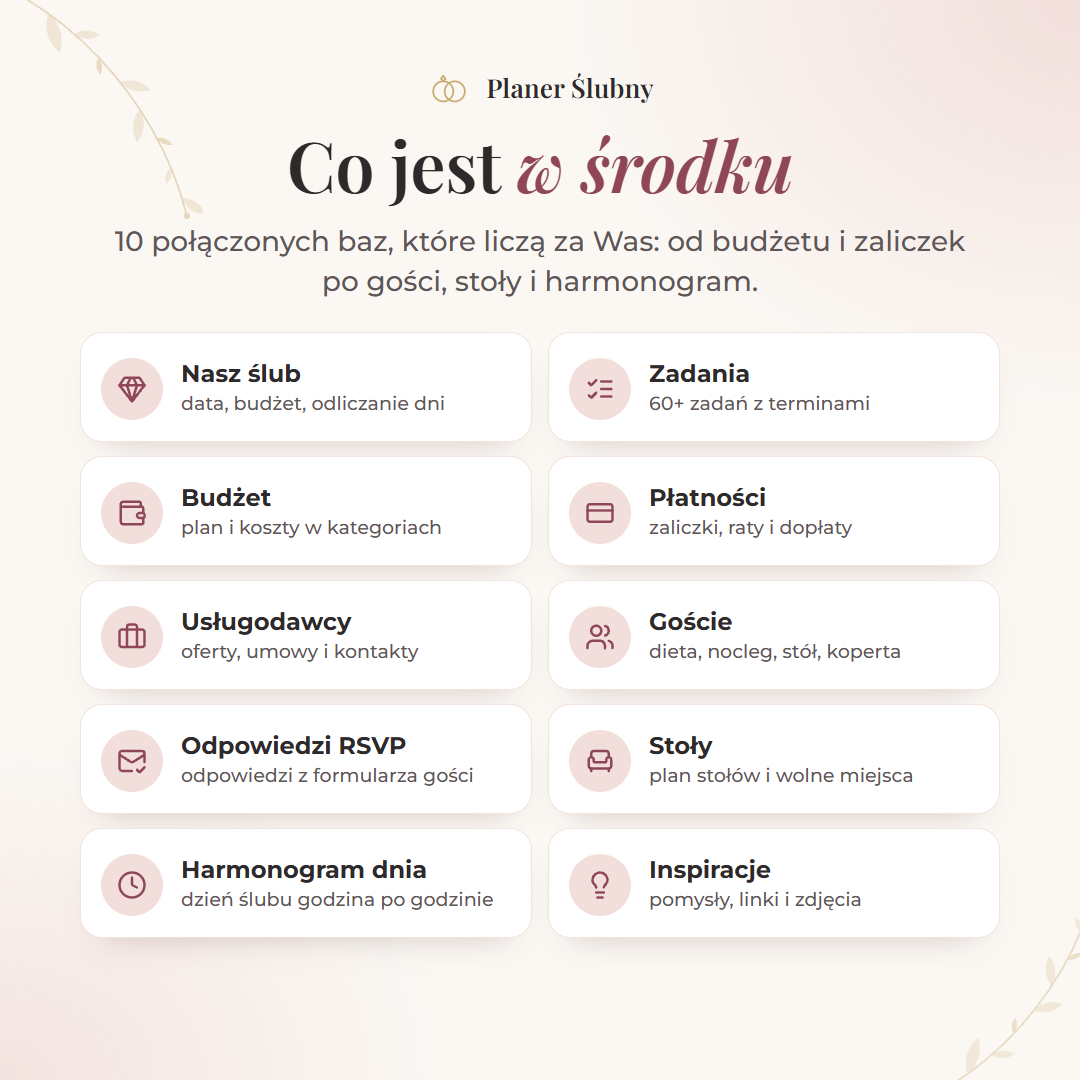 Planer Ślubny
Co jest w środku
10 połączonych baz, które liczą za Was: od budżetu i zaliczek
po gości, stoły i harmonogram.
Nasz ślub
data, budżet, odliczanie dni
Zadania
60+ zadań z terminami
Budżet
plan i koszty w kategoriach
Płatności
zaliczki, raty i dopłaty
Usługodawcy
oferty, umowy i kontakty
Goście
dieta, nocleg, stół, koperta
Odpowiedzi RSVP
odpowiedzi z formularza gości
Stoły
plan stołów i wolne miejsca
Harmonogram dnia
dzień ślubu godzina po godzinie
Inspiracje
pomysły, linki i zdjęcia